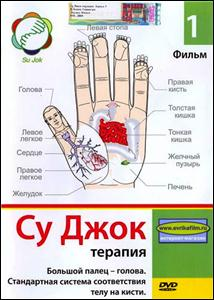 Su Jok
1
Фильм
Левая стопа
Голова
Правая кисть
Толстая кишка
Тонкая кишка
Желчный пузырь
Печень
Левое легкое
Сердце
Правое легкое
Желудок
Су Джок
терапия
www.evrikafilm.ru
интернет-магазин
Большой палец – голова.
Стандартная система соответствия
телу на кисти.
DVD